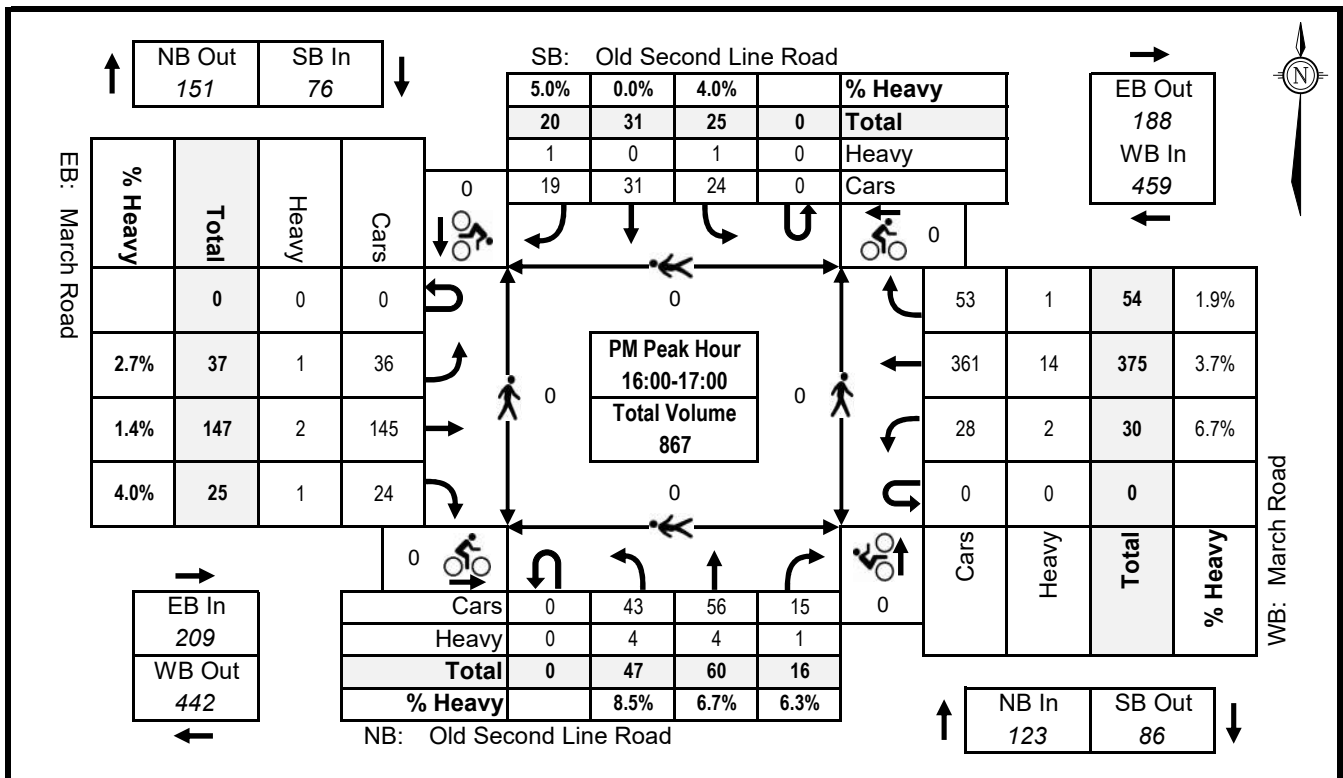 SB: Old Second Line Road
NB Out SB In
151 76
5.0% 0.0% 4.0% % Heavy
20 31 25 0 Total
1 0 1 0 Heavy
19 31 24 0 Cars
EB Out
188
WB In
459
N
EB: March Road
% Heavy Total Heavy Cars
0
0
0 0 0
2.7% 37 1 36
1.4% 147 2 145
4.0% 25 1 24
0
0
PM Peak Hour
16:00-17:00
Total Volume
867
0
0
53 1 54 1.9%
361 14 375 3.7%
28 2 30 6.7%
0 0 0
Cars Heavy Total % Heavy
WB: March Road
0
0
EB In
209
WB Out
442
Cars 0 43 56 15
Heavy 0 4 4 1
Total 0 47 60 16
% Heavy 8.5% 6.7% 6.3%
NB: Old Second Line Road
NB In SB Out
123 86